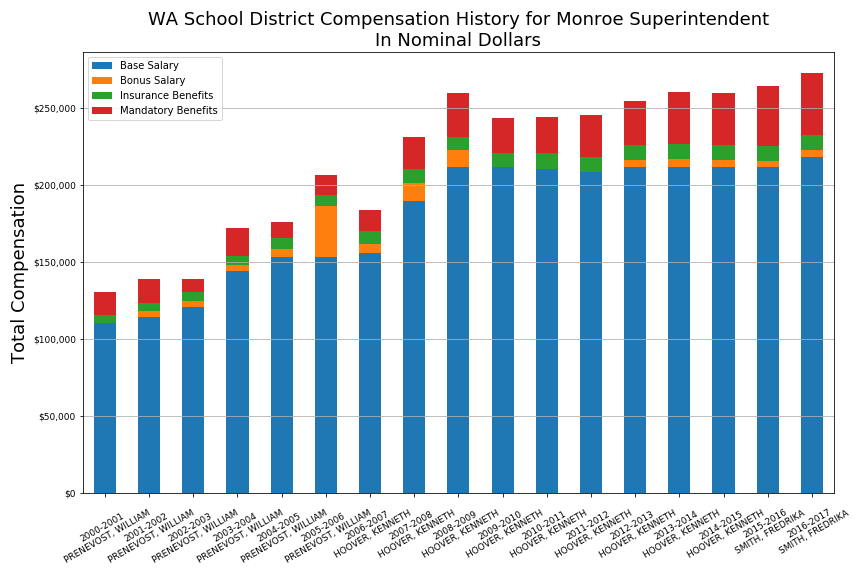 WA School District Compensation History for Monroe Superintendent
In Nominal Dollars
Base Salary
Bonus Salary
Insurance Benefits
Mandatory Benefits
Total Compensation
$250,000
$200,000
$150,000
$100,000
$50,000
$0
2000-2001
PRENEVOST, WILLIAM
2001-2002
PRENEVOST, WILLIAM
2002-2003
PRENEVOST, WILLIAM
2003-2004
PRENEVOST, WILLIAM
2004-2005
PRENEVOST, WILLIAM
2005-2006
PRENEVOST, WILLIAM
2006-2007
HOOVER, KENNETH
2007-2008
HOOVER, KENNETH
2008-2009
HOOVER, KENNETH
2009-2010
HOOVER, KENNETH
2010-2011
HOOVER, KENNETH
2011-2012
HOOVER, KENNETH
2012-2013
HOOVER, KENNETH
2013-2014
HOOVER, KENNETH
2014-2015
HOOVER, KENNETH
2015-2016
SMITH, FREDRIKA
2016-2017
SMITH, FREDRIKA